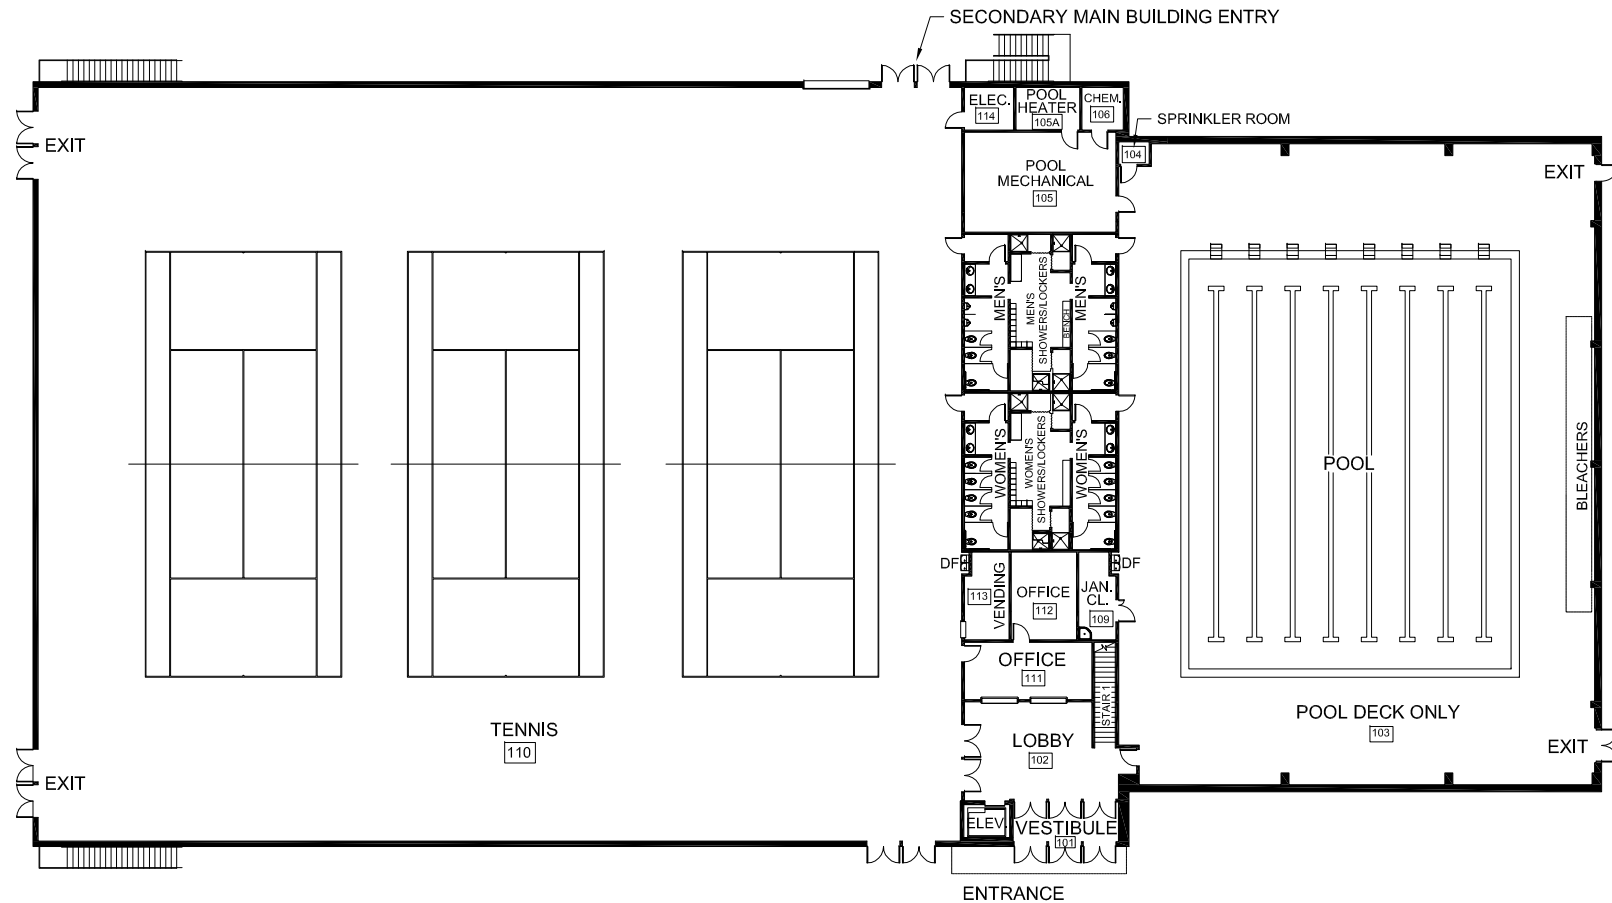 SECONDARY MAIN BUILDING ENTRY
ELEC.
114
POOL
HEATER
105A
CHEM.
106
SPRINKLER ROOM
104
EXIT
EXIT
POOL
MECHANICAL
105
MEN'S
MEN'S
SHOWERS/LOCKERS
BENCH
MEN'S
WOMEN'S
WOMEN'S
SHOWERS/LOCKERS
WOMEN'S
POOL
BLEACHERS
DF
113
VENDING
OFFICE
112
JAN.
CL.
109
DF
OFFICE
111
STAIR 1
TENNIS
110
LOBBY
102
POOL DECK ONLY
103
EXIT
EXIT
ELEV.
VESTIBULE
101
ENTRANCE